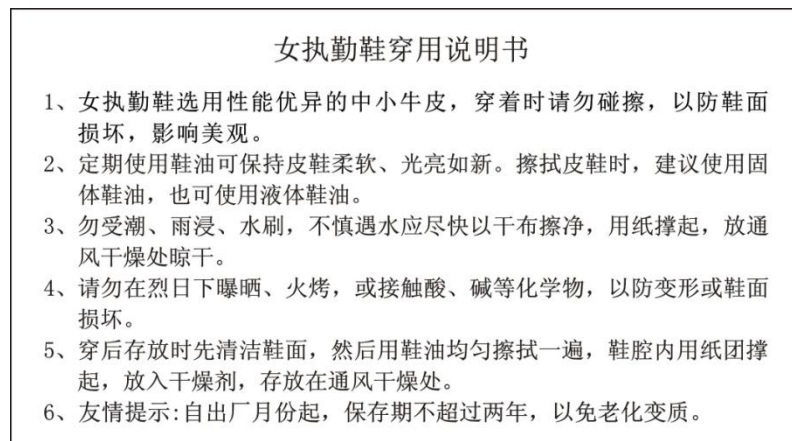 女执勤鞋穿用说明书
1、女执勤鞋选用性能优异的中小牛皮，穿着时请勿碰擦，以防鞋面
损坏，影响美观。
2、定期使用鞋油可保持皮鞋柔软、光亮如新。擦拭皮鞋时，建议使用固
体鞋油，也可使用液体鞋油。
3、勿受潮、雨浸、水刷，不慎遇水应尽快以干布擦净，用纸撑起，放通
风干燥处晾干。
4、请勿在烈日下曝晒、火烤，或接触酸、碱等化学物，以防变形或鞋面
损坏。
5、穿后存放时先清洁鞋面，然后用鞋油均匀擦拭一遍，鞋腔内用纸团撑
起，放入干燥剂，存放在通风干燥处。
6、友情提示:自出厂月份起，保存期不超过两年，以免老化变质。